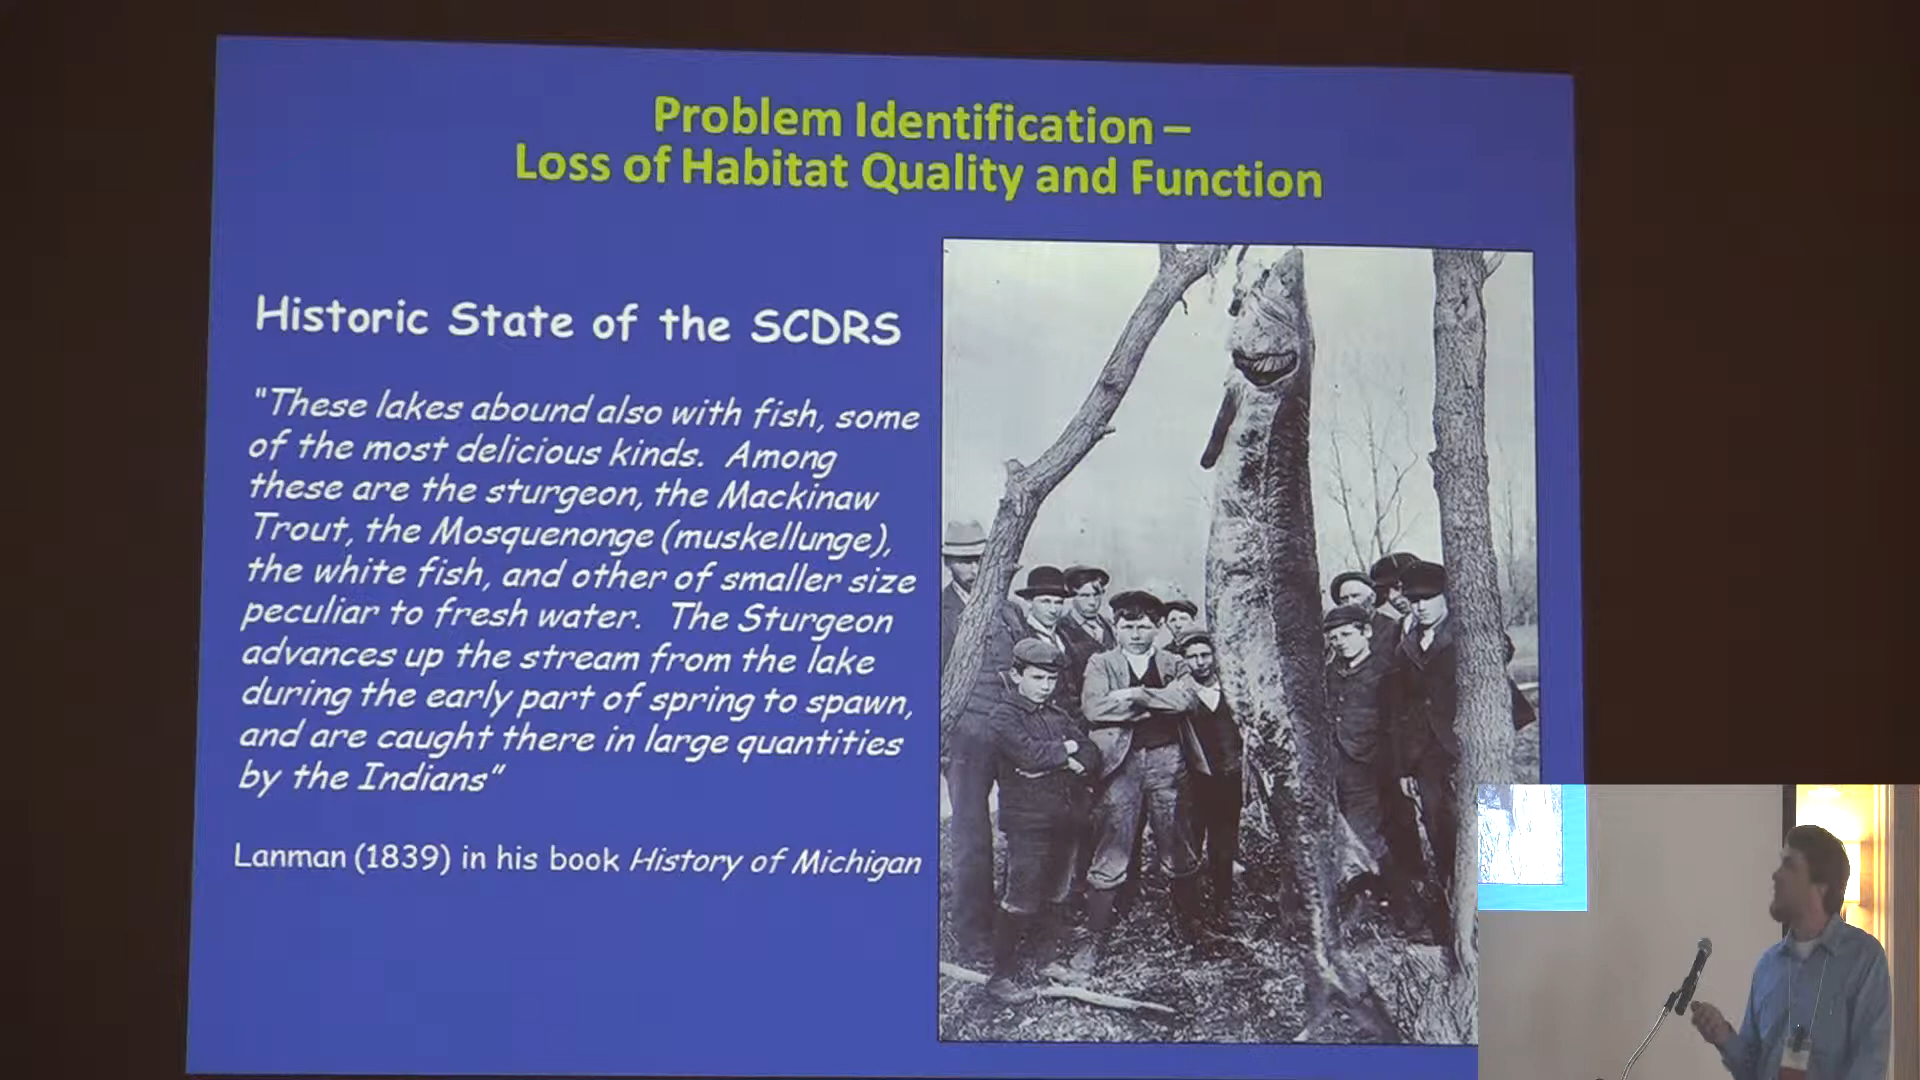 Problem Identification –
Loss of Habitat Quality and Function
Historic State of the SCDRS
"These lakes abound also with fish, some
of the most delicious kinds. Among
these are the sturgeon, the Mackinaw
Trout, the Mosquenonge (muskellunge),
the white fish, and other of smaller size
peculiar to fresh water. The Sturgeon
advances up the stream from the lake
during the early part of spring to spawn,
and are caught there in large quantities
by the Indians"
Lanman (1839) in his book History of Michigan